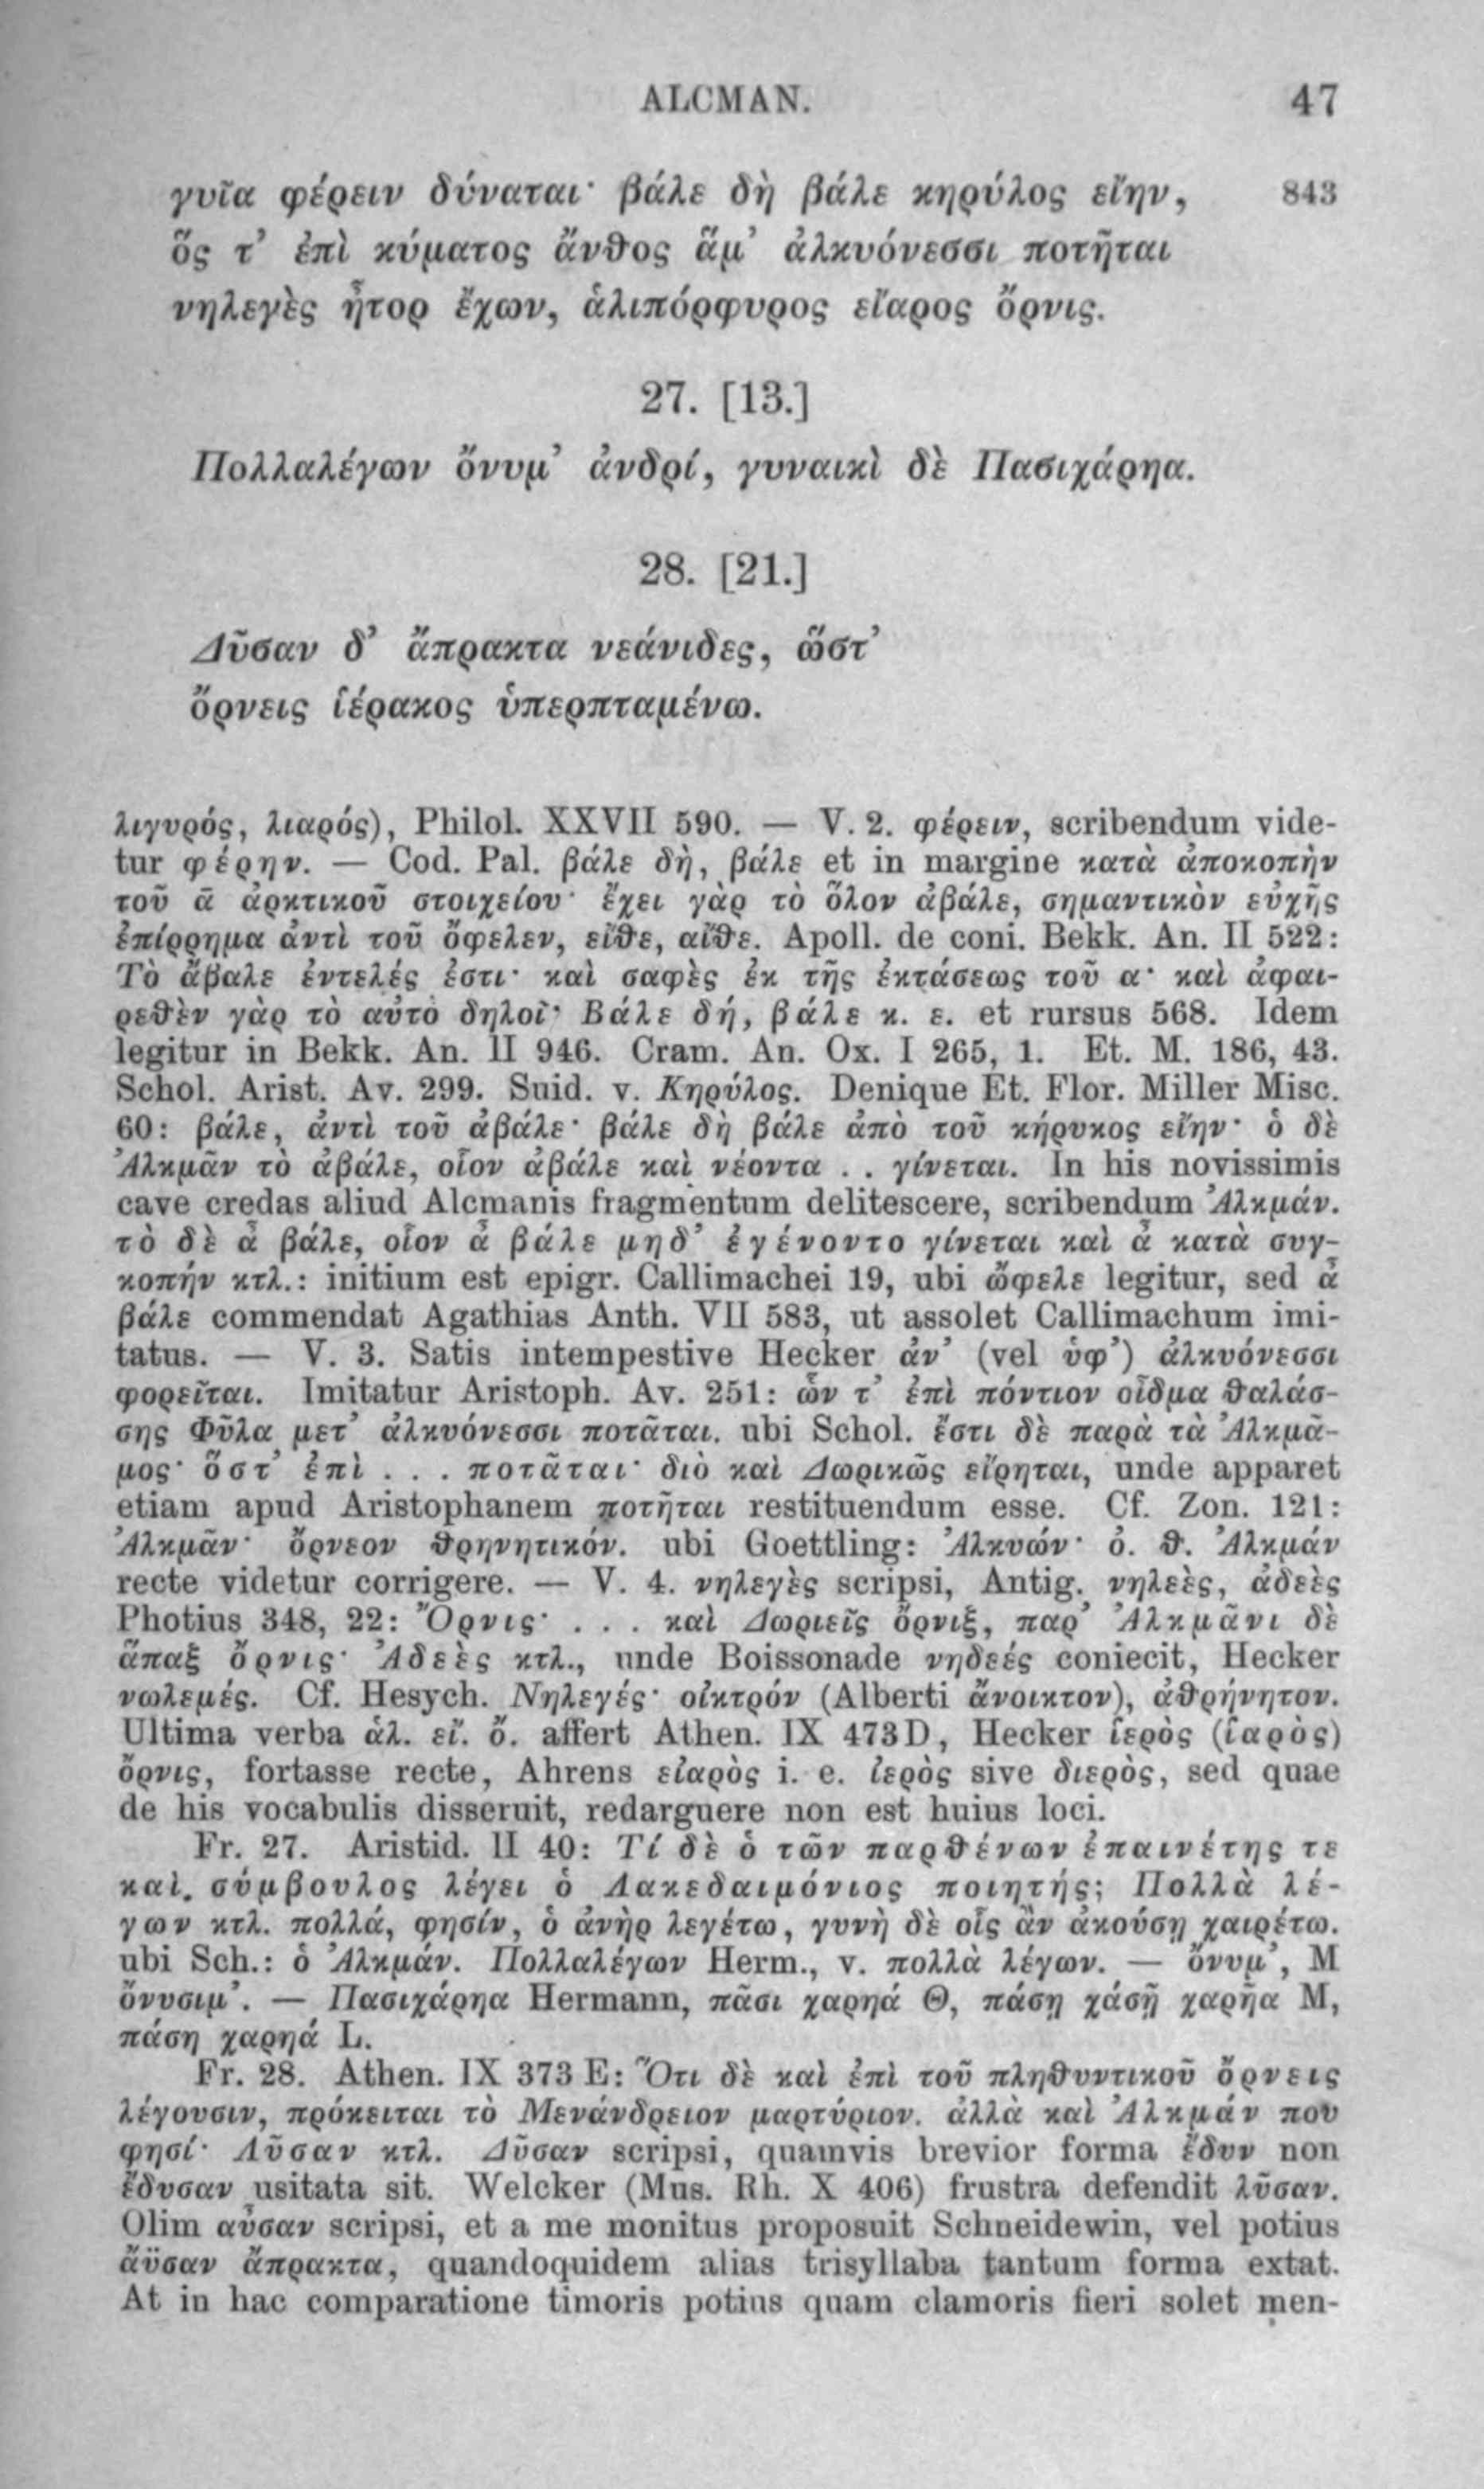 ALCMAN. 47
γυῖα φέρειν δύναται· βάλε δὴ βάλε κηρύλος εἴην, 843
ὅς τ’ ἐπὶ κύματος ἄνθος ἅμ’ ἀλκυόνεσσι ποτῆται
νηλεγὲς ἦτορ ἔχων, ἁλιπόρφυρος εἴαρος ὄρνις.
27. [13.]
Πολλαλέγων ὄνυμ’ ἀνδρί, γυναικὶ δὲ Πασιχάρηα.
28. [21.]
Δῦσαν δ’ ἄπρακτα νεάνιδες, ὥστ’
ὄρνεις ἱέρακος ὑπερπταμένω.
λιγυρός, λιαρός), Philol. XXVII 590. — V. 2. φέρειν, scribendum vide-
tur φέρην. — Cod. Pal. βάλε δὴ, βάλε et in margine κατὰ ἀποκοπὴν
τοῦ ᾱ ἀρκτικοῦ στοιχείου· ἔχει γὰρ τὸ ὅλον ἀβάλε, σημαντικὸν εὐχῆς
ἐπίρρημα ἀντὶ τοῦ ὄφελεν, εἴθε, αἴθε. Apoll. de coni. Bekk. An. II 522:
Τὸ ἄβαλε ἐντελές ἐστι· καὶ σαφὲς ἐκ τῆς ἐκτάσεως τοῦ α· καὶ ἀφαι-
ρεθὲν γὰρ τὸ αὐτὸ δηλοῖ· Βάλε δή, βάλε κ. ε. et rursus 568. Idem
legitur in Bekk. An. II 946. Cram. An. Ox. I 265, 1. Et. M. 186, 43.
Schol. Arist. Av. 299. Suid. v. Κηρύλος. Denique Et. Flor. Miller Misc.
60: βάλε, ἀντὶ τοῦ ἀβάλε· βάλε δὴ βάλε ἀπὸ τοῦ κήρυκος εἴην· ὁ δὲ
Ἀλκμᾶν τὸ ἀβάλε, οἷον ἀβάλε καὶ νέοντα . . γίνεται. In his novissimis
cave credas aliud Alcmanis fragmentum delitescere, scribendum Ἀλκμάν.
τὸ δὲ ἆ βάλε, οἷον ἆ βάλε μηδ’ ἐγένοντο γίνεται καὶ ἆ κατὰ συγ-
κοπήν κτλ.: initium est epigr. Callimachei 19, ubi ὤφελε legitur, sed ἆ
βάλε commendat Agathias Anth. VII 583, ut assolet Callimachum imi-
tatus. — V. 3. Satis intempestive Hecker ἀν’ (vel ὑφ’) ἀλκυόνεσσι
φορεῖται. Imitatur Aristoph. Av. 251: ὧν τ’ ἐπὶ πόντιον οἶδμα θαλάσ-
σης Φῦλα μετ’ ἀλκυόνεσσι ποτᾶται. ubi Schol. ἔστι δὲ παρὰ τὰ Ἀλκμᾶ-
μος· ὅστ’ ἐπὶ . . . ποτᾶται· διὸ καὶ Δωρικῶς εἴρηται, unde apparet
etiam apud Aristophanem ποτῆται restituendum esse. Cf. Zon. 121:
Ἀλκμᾶν· ὄρνεον θρηνητικόν. ubi Goettling: Ἀλκυών· ὀ. θ. Ἀλκμάν
recte videtur corrigere. — V. 4. νηλεγὲς scripsi, Antig. νηλεὲς, ἀδεὲς
Photius 348, 22: Ὄρνις· . . . καὶ Δωριεῖς ὄρνιξ, παρ’ Ἀλκμᾶνι δὲ
ἅπαξ ὄρνις· Ἀδεὲς κτλ., unde Boissonade νηδεές coniecit, Hecker
νωλεμές. Cf. Hesych. Νηλεγές· οἰκτρόν (Alberti ἄνοικτον), ἀθρήνητον.
Ultima verba ἁλ. εἴ. ὄ. affert Athen. IX 473D, Hecker ἱερὸς (ἱαρὸς)
ὄρνις, fortasse recte, Ahrens εἰαρὸς i. e. ἱερὸς sive διερὸς, sed quae
de his vocabulis disseruit, redarguere non est huius loci.
Fr. 27. Aristid. II 40: Τί δὲ ὁ τῶν παρθένων ἐπαινέτης τε
καὶ σύμβουλος λέγει ὁ Λακεδαιμόνιος ποιητής; Πολλὰ λέ-
γων κτλ. πολλά, φησίν, ὁ ἀνὴρ λεγέτω, γυνὴ δὲ οἷς ἂν ἀκούσῃ χαιρέτω.
ubi Sch.: ὁ Ἀλκμάν. Πολλαλέγων Herm., v. πολλὰ λέγων. — ὄνυμ’, M
ὄνυσιμ’. — Πασιχάρηα Hermann, πᾶσι χαρηά Θ, πάσῃ χάσῇ χαρῆα M,
πάση χαρηά L.
Fr. 28. Athen. IX 373 E: Ὅτι δὲ καὶ ἐπὶ τοῦ πληθυντικοῦ ὄρνεις
λέγουσιν, πρόκειται τὸ Μενάνδρειον μαρτύριον. ἀλλὰ καὶ Ἀλκμάν που
φησί· Λῦσαν κτλ. Δῦσαν scripsi, quamvis brevior forma ἔδυν non
ἔδυσαν usitata sit. Welcker (Mus. Rh. X 406) frustra defendit λῦσαν.
Olim αὖσαν scripsi, et a me monitus proposuit Schneidewin, vel potius
ἄϋσαν ἄπρακτα, quandoquidem alias trisyllaba tantum forma extat.
At in hac comparatione timoris potius quam clamoris fieri solet men-